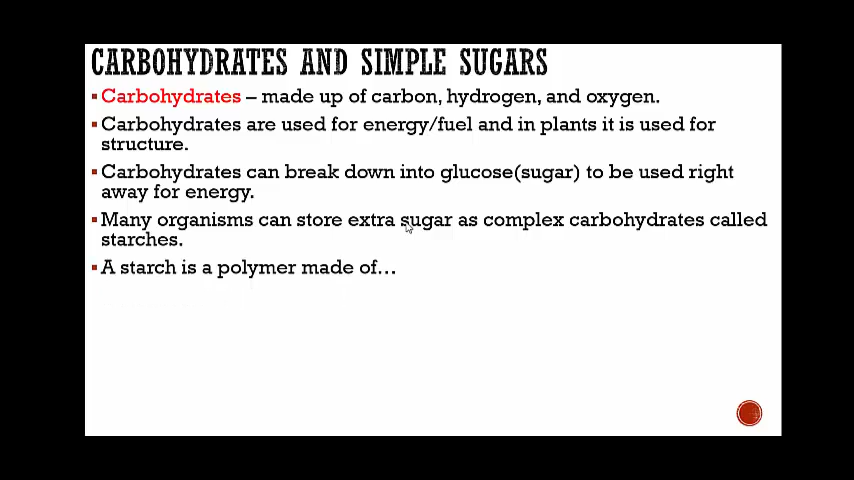 CARBOHYDRATES AND SIMPLE SUGARS
▪Carbohydrates – made up of carbon, hydrogen, and oxygen.
▪Carbohydrates are used for energy/fuel and in plants it is used for
structure.
▪Carbohydrates can break down into glucose(sugar) to be used right
away for energy.
▪Many organisms can store extra sugar as complex carbohydrates called
starches.
▪A starch is a polymer made of…